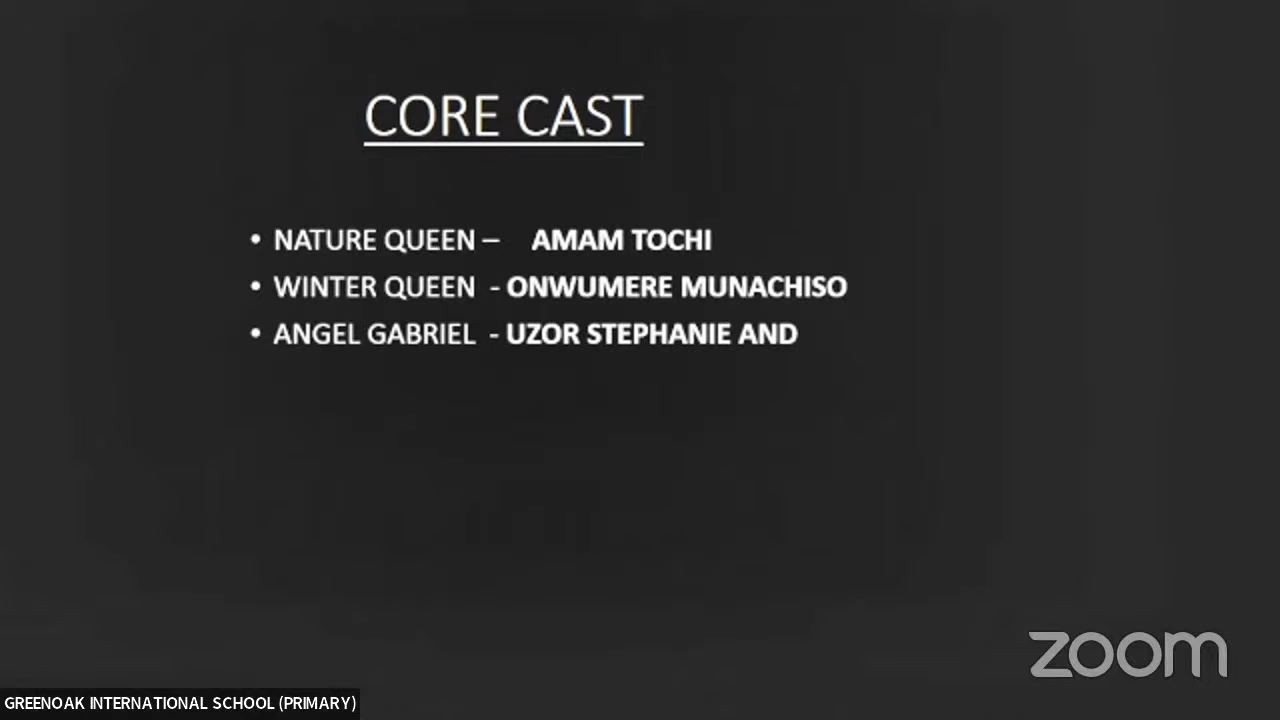 CORE CAST
• NATURE QUEEN – AMAM TOCHI
• WINTER QUEEN - ONWUMERE MUNACHISO
• ANGEL GABRIEL - UZOR STEPHANIE AND
zoom
GREENOAK INTERNATIONAL SCHOOL (PRIMARY)